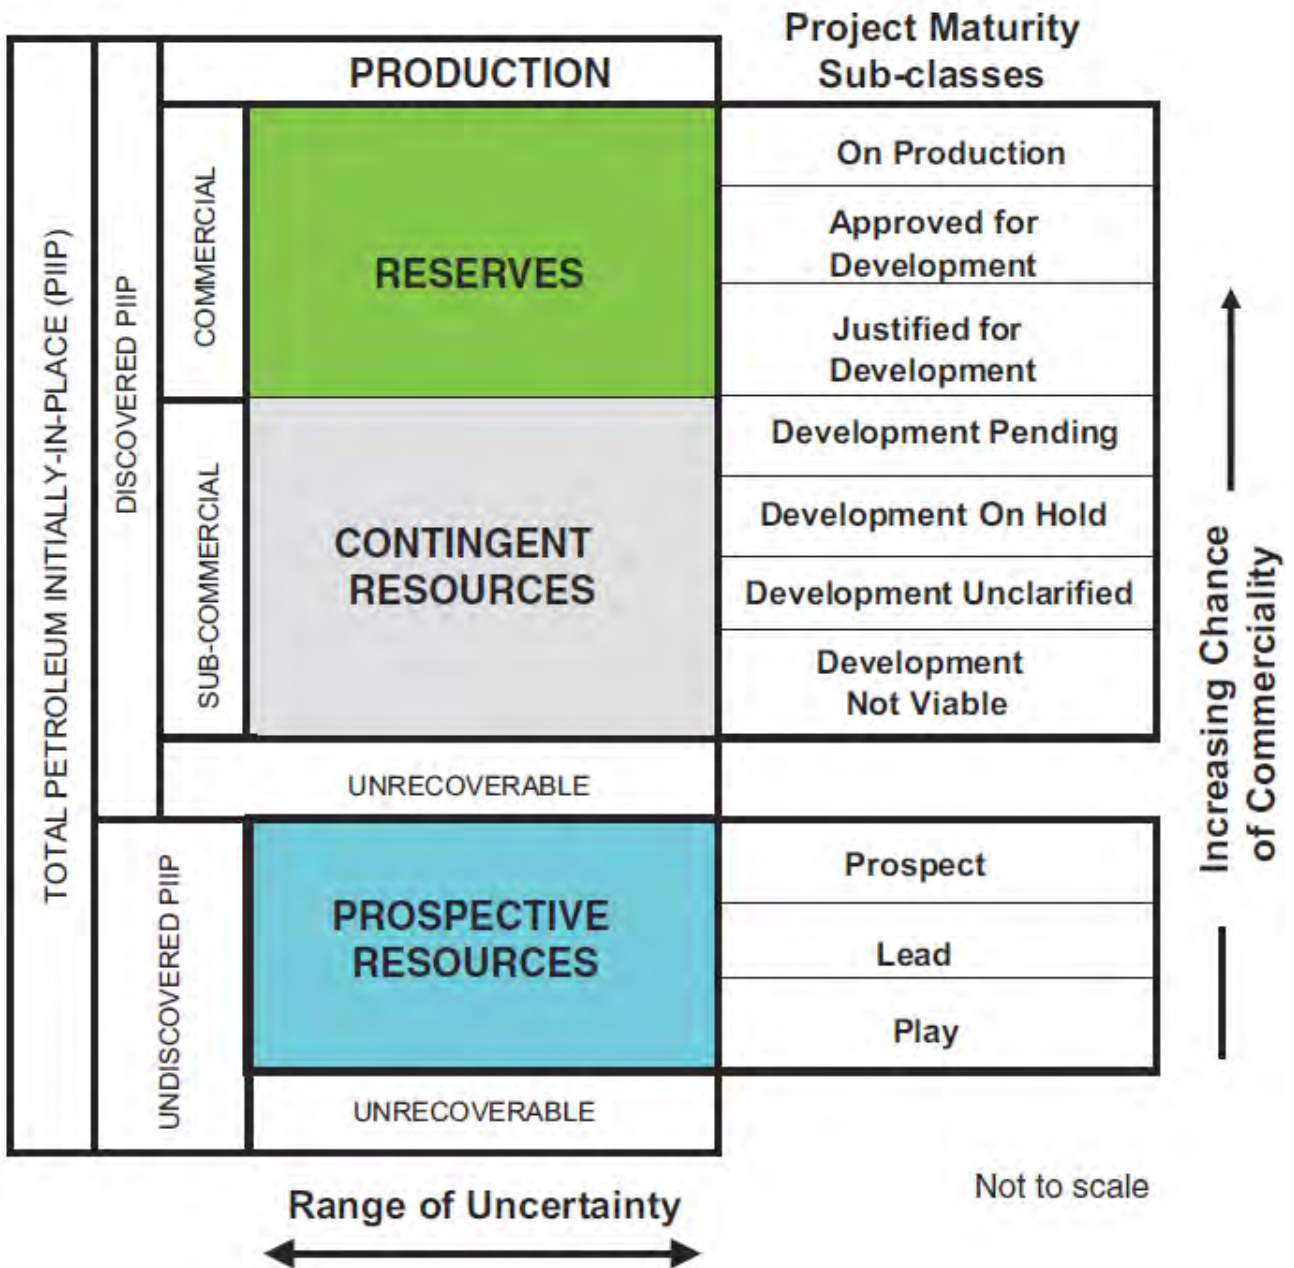 Project Maturity
Sub-classes
TOTAL PETROLEUM INITIALLY-IN-PLACE (PIIP)
DISCOVERED PIIP
UNDISCOVERED PIIP
COMMERCIAL
SUB-COMMERCIAL
PRODUCTION
RESERVES
CONTINGENT
RESOURCES
UNRECOVERABLE
PROSPECTIVE
RESOURCES
UNRECOVERABLE
On Production
Approved for
Development
Justified for
Development
Development Pending
Development On Hold
Development Unclarified
Development
Not Viable
Prospect
Lead
Play
Increasing Chance
of Commerciality
Range of Uncertainty
Not to scale